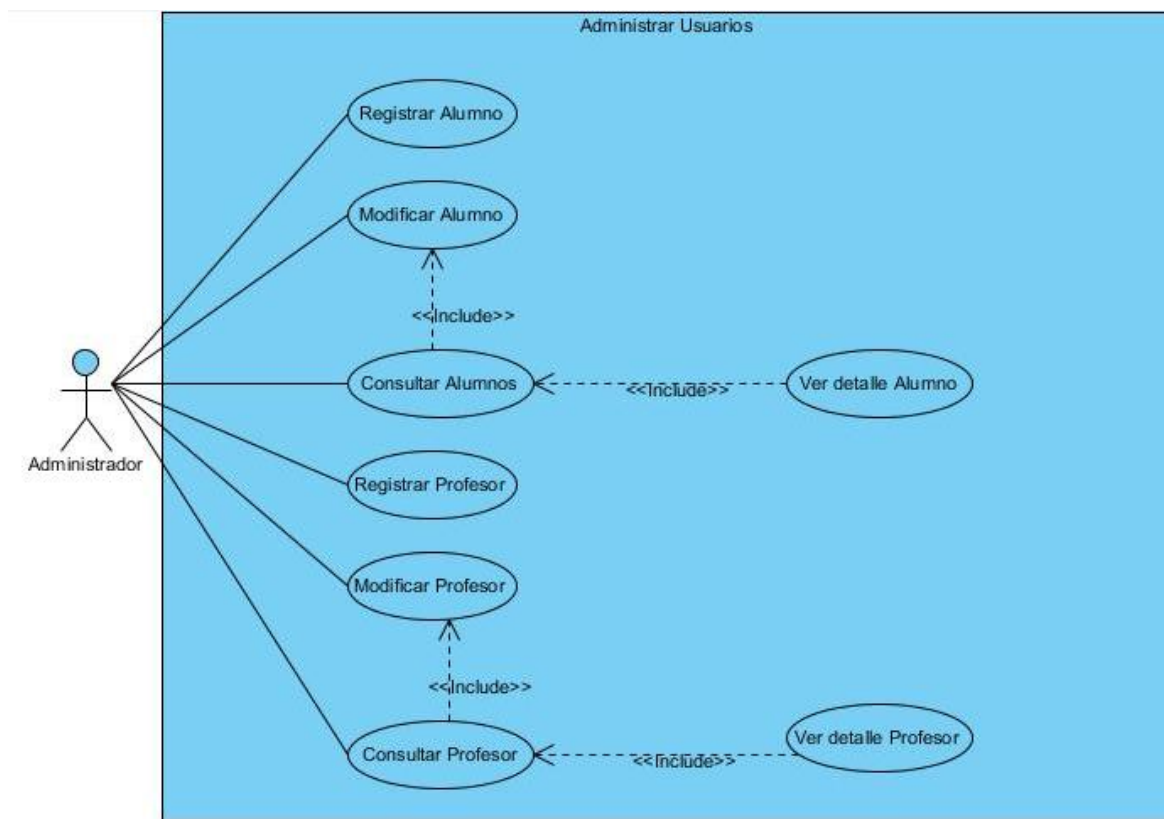 Administrar Usuarios
Registrar Alumno
Modificar Alumno
<<Include>>
Consultar Alumnos
<<Include>>
Ver detalle Alumno
Administrador
Registrar Profesor
Modificar Profesor
<<Include>>
Consultar Profesor
<<Include>>
Ver detalle Profesor